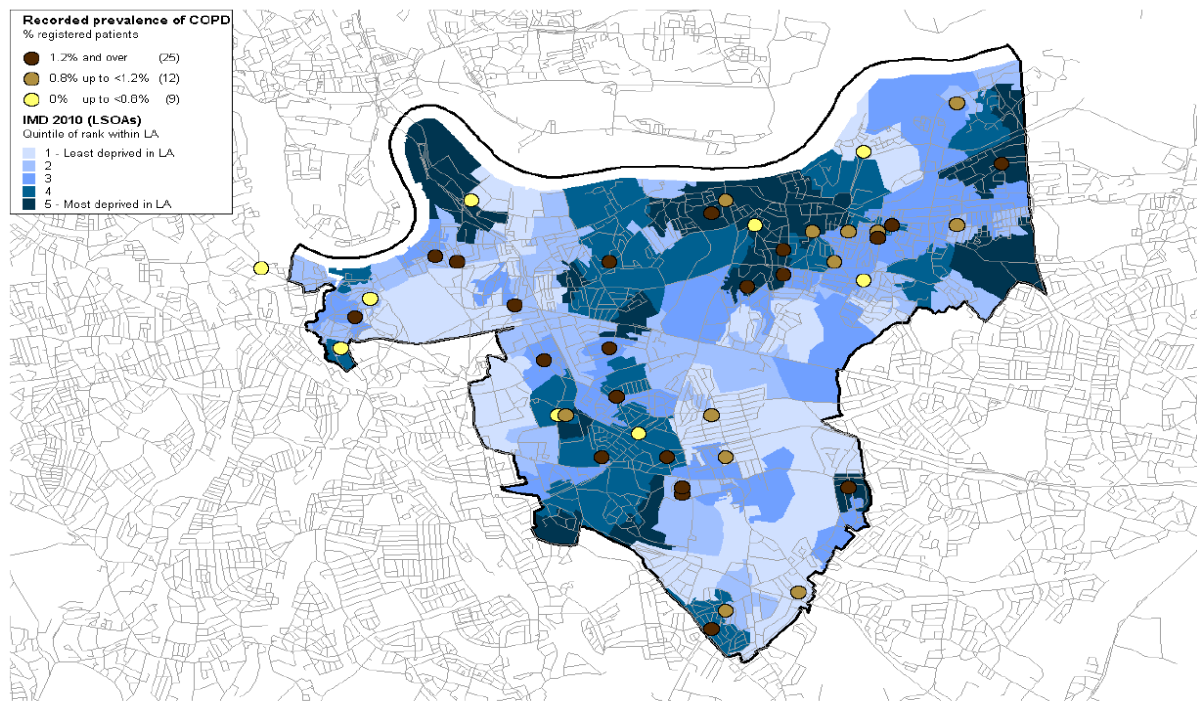 Recorded prevalence of COPD
% registered patients
1.2% and over (25)
0.8% up to <1.2% (12)
0% up to <0.8% (9)
IMD 2010 (LSOAs)
Quintile of rank within LA
1 - Least deprived in LA
2
3
4
5 - Most deprived in LA